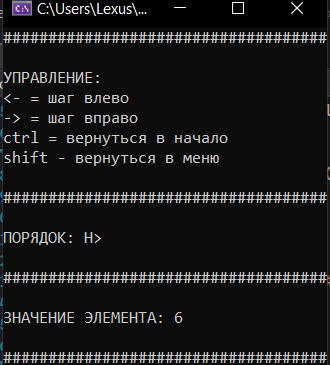 C:\Users\Lexus\...
####################################
УПРАВЛЕНИЕ:
<- = шаг влево
-> = шаг вправо
ctrl = вернуться в начало
shift - вернуться в меню
####################################
ПОРЯДОК: Н>
####################################
ЗНАЧЕНИЕ ЭЛЕМЕНТА: 6
####################################